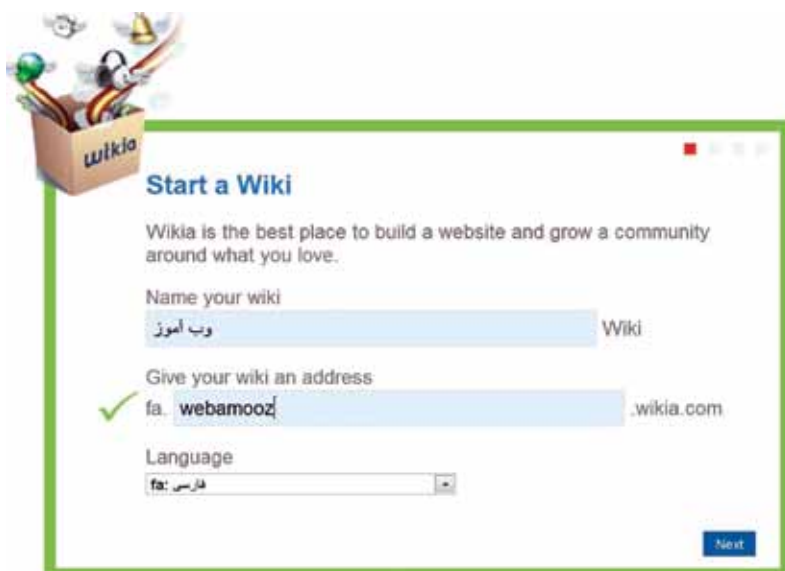 wikia
Start a Wiki
Wikia is the best place to build a website and grow a community
around what you love.
Name your wiki
وب آموز Wiki
Give your wiki an address
fa. webamooz .wikia.com
Language
fa: فارسی
Next